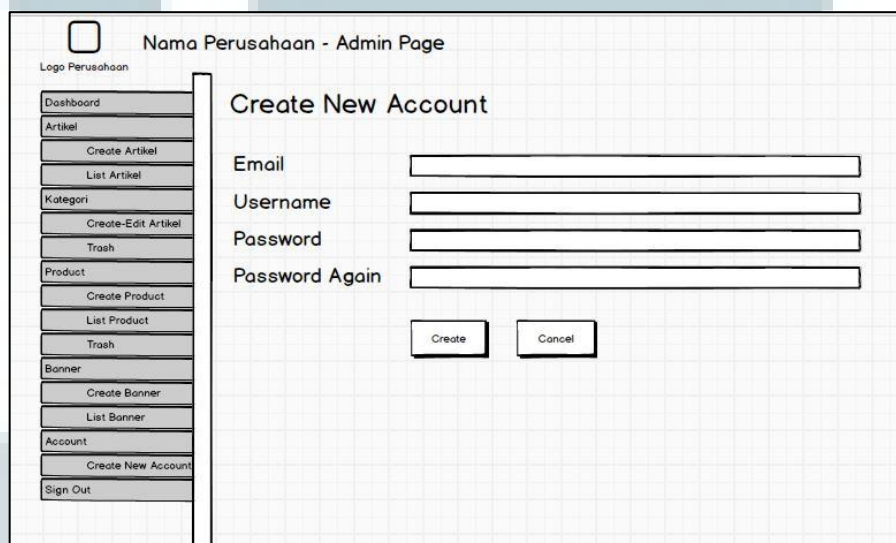 Nama Perusahaan - Admin Page
Logo Perusahaan
Dashboard
Artikel
Create Artikel
List Artikel
Kategori
Create-Edit Artikel
Trash
Product
Create Product
List Product
Trash
Banner
Create Banner
List Banner
Account
Create New Account
Sign Out
Create New Account
Email
Username
Password
Password Again
Create
Cancel